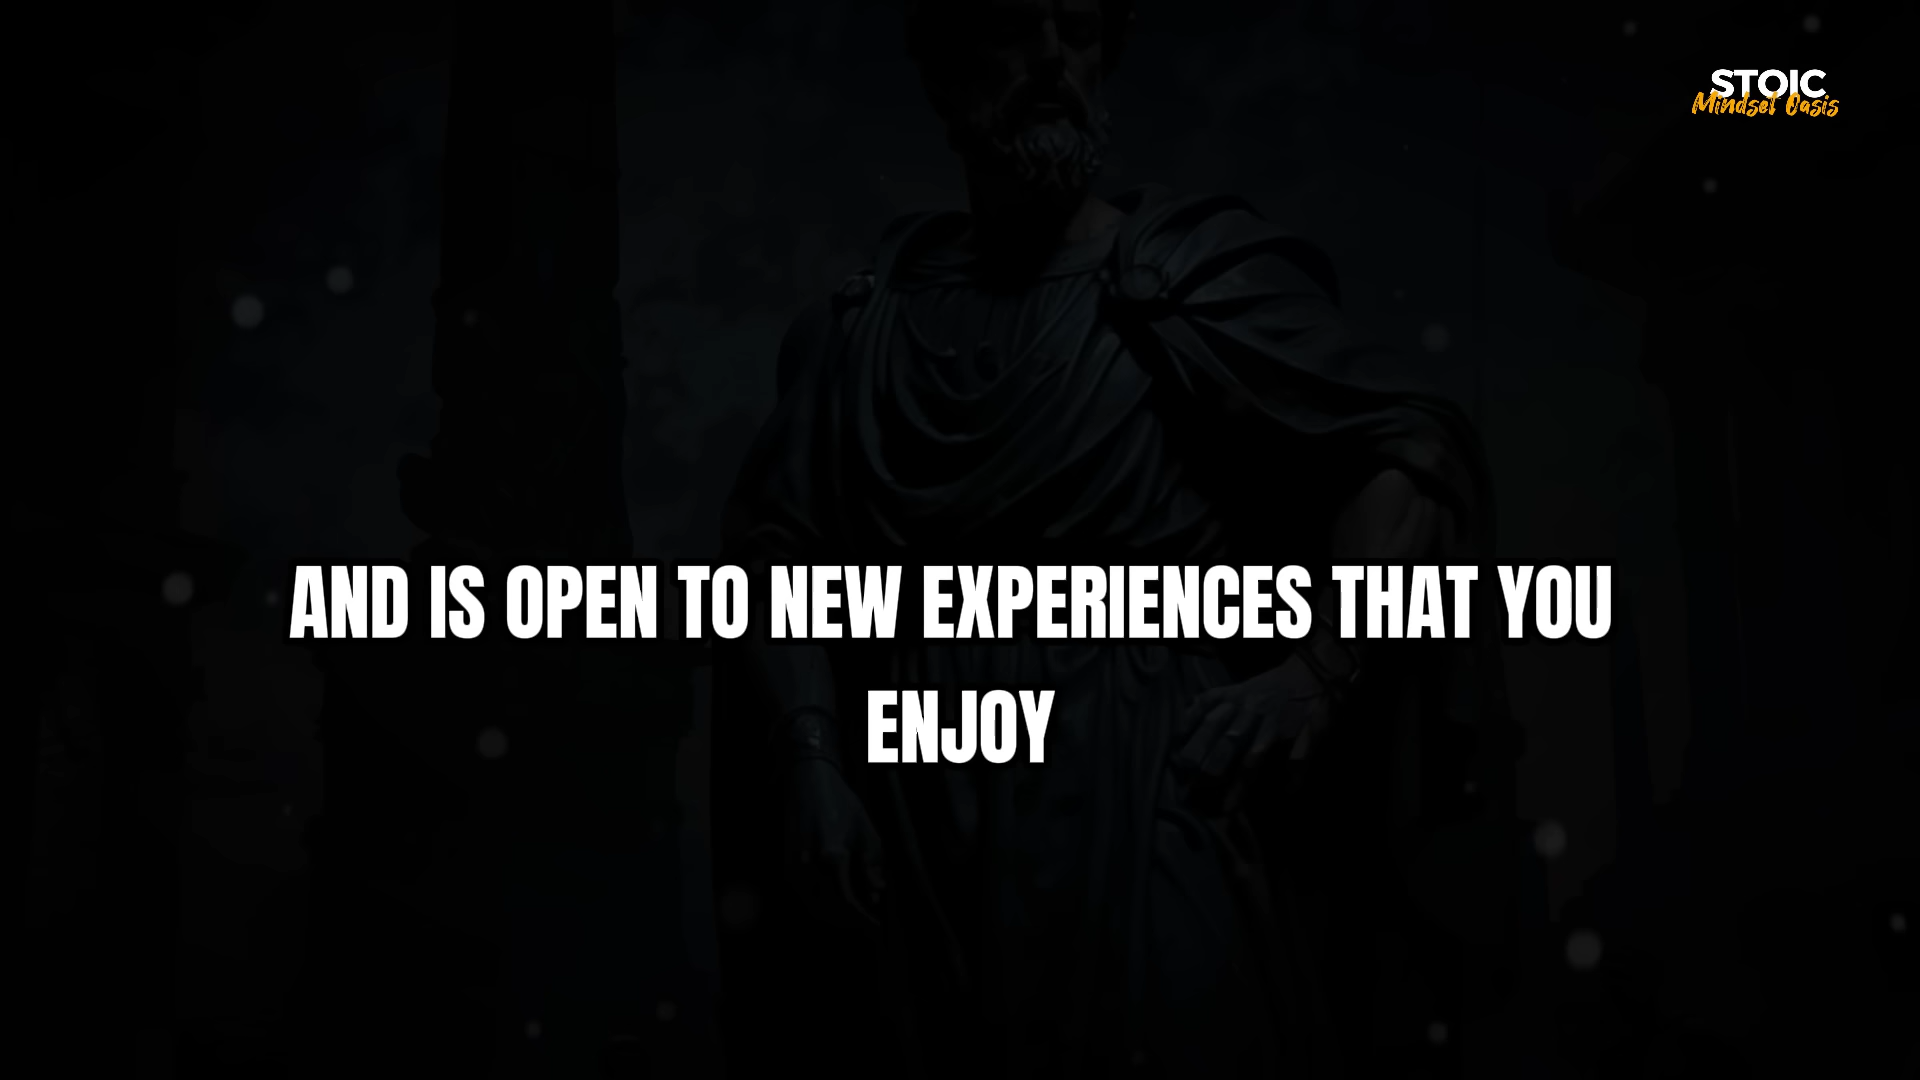 STOIC
Mindset Oasis
AND IS OPEN TO NEW EXPERIENCES THAT YOU
ENJOY